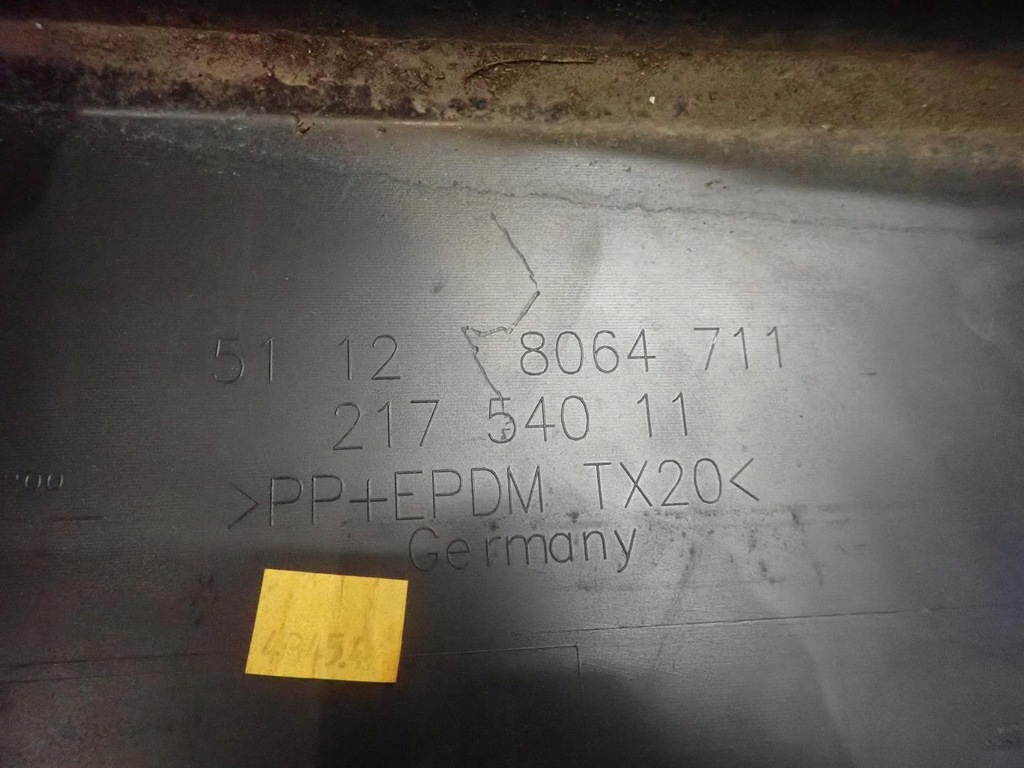 51 12 8064 711
217 540 11
>PP+EPDM TX20<
Germany